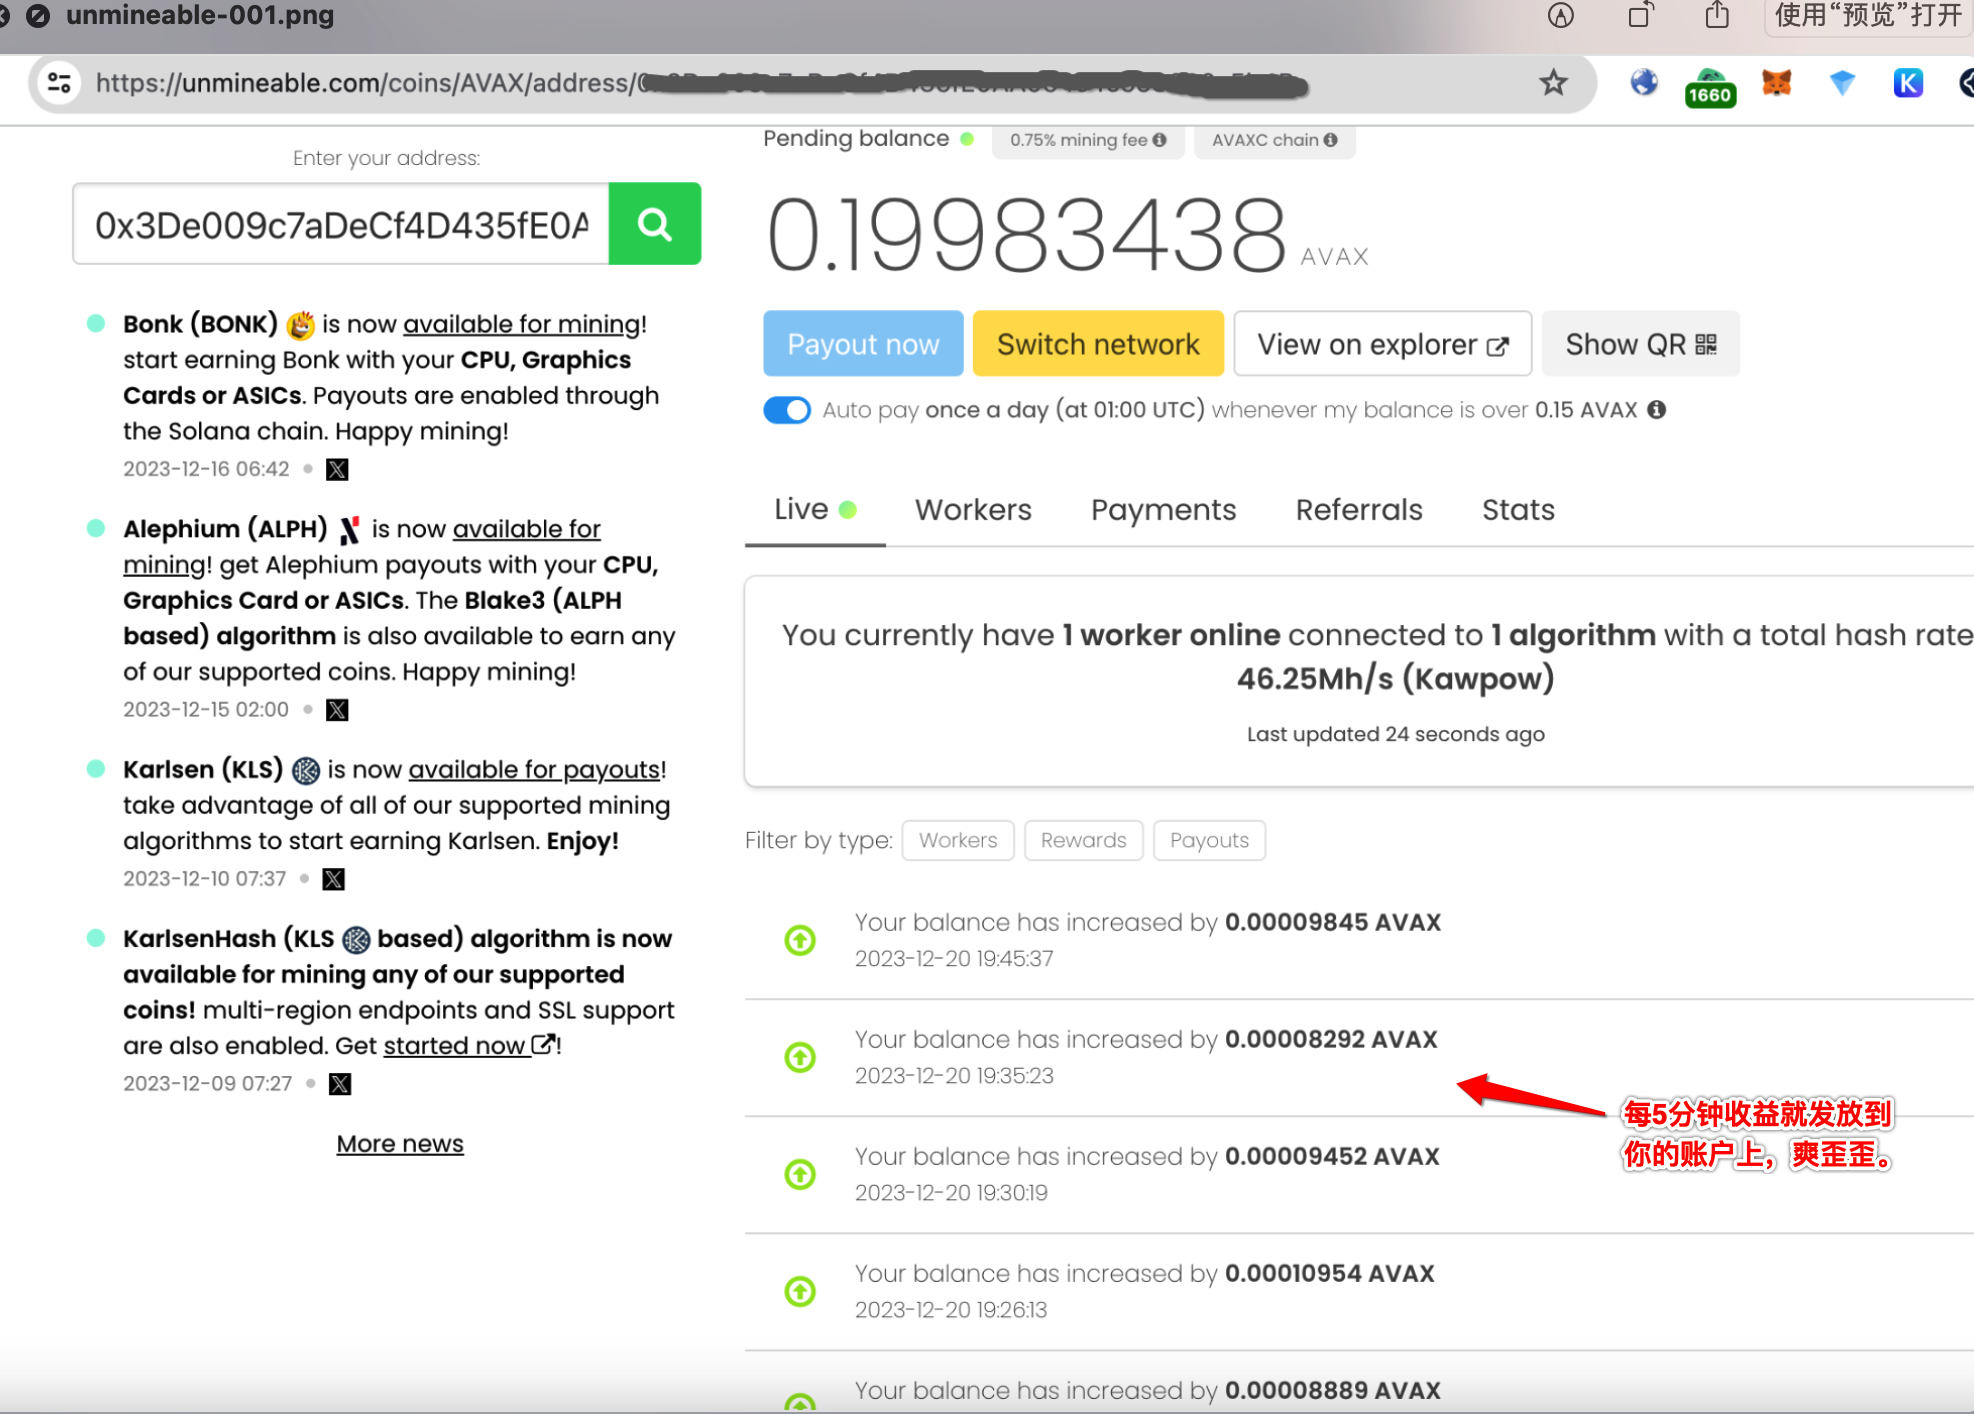 unmineable-001.png
使用“预览”打开
https://unmineable.com/coins/AVAX/address/
1660
K
Enter your address:
0x3De009c7aDeCf4D435fE0A
Bonk (BONK) is now available for mining!
start earning Bonk with your CPU, Graphics
Cards or ASICs. Payouts are enabled through
the Solana chain. Happy mining!
2023-12-16 06:42
Alephium (ALPH) is now available for
mining! get Alephium payouts with your CPU,
Graphics Card or ASICs. The Blake3 (ALPH
based) algorithm is also available to earn any
of our supported coins. Happy mining!
2023-12-15 02:00
Karlsen (KLS) is now available for payouts!
take advantage of all of our supported mining
algorithms to start earning Karlsen. Enjoy!
2023-12-10 07:37
KarlsenHash (KLS based) algorithm is now
available for mining any of our supported
coins! multi-region endpoints and SSL support
are also enabled. Get started now!
2023-12-09 07:27
More news
Pending balance
0.75% mining fee
AVAXC chain
0.19983438 AVAX
Payout now
Switch network
View on explorer
Show QR
Auto pay once a day (at 01:00 UTC) whenever my balance is over 0.15 AVAX
Live
Workers
Payments
Referrals
Stats
You currently have 1 worker online connected to 1 algorithm with a total hash rate
46.25Mh/s (Kawpow)
Last updated 24 seconds ago
Filter by type:
Workers
Rewards
Payouts
Your balance has increased by 0.00009845 AVAX
2023-12-20 19:45:37
Your balance has increased by 0.00008292 AVAX
2023-12-20 19:35:23
每5分钟收益就发放到
你的账户上，爽歪歪。
Your balance has increased by 0.00009452 AVAX
2023-12-20 19:30:19
Your balance has increased by 0.00010954 AVAX
2023-12-20 19:26:13
Your balance has increased by 0.00008889 AVAX